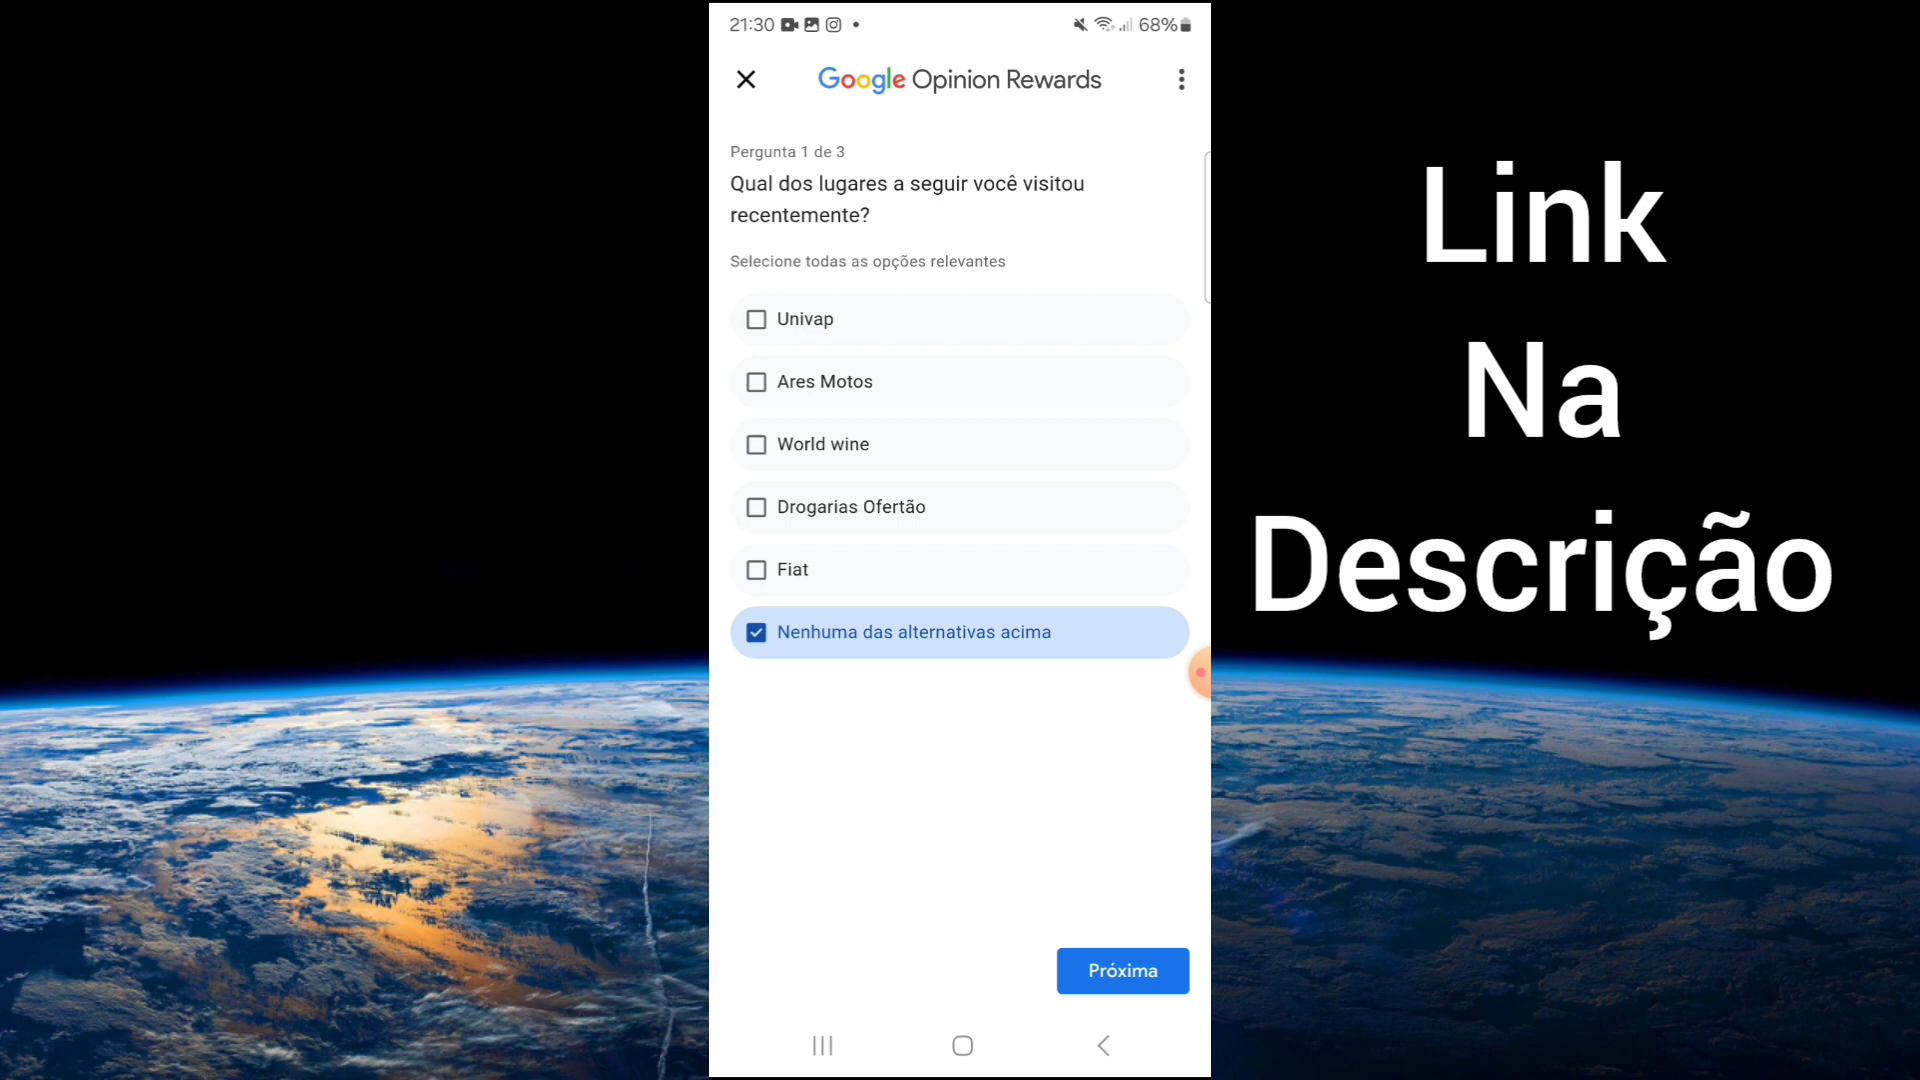 21:30
68%
Google Opinion Rewards
Pergunta 1 de 3
Qual dos lugares a seguir você visitou
recentemente?
Selecione todas as opções relevantes
Univap
Ares Motos
World wine
Drogarias Ofertão
Fiat
Nenhuma das alternativas acima
Próxima
Link
Na
Descrição